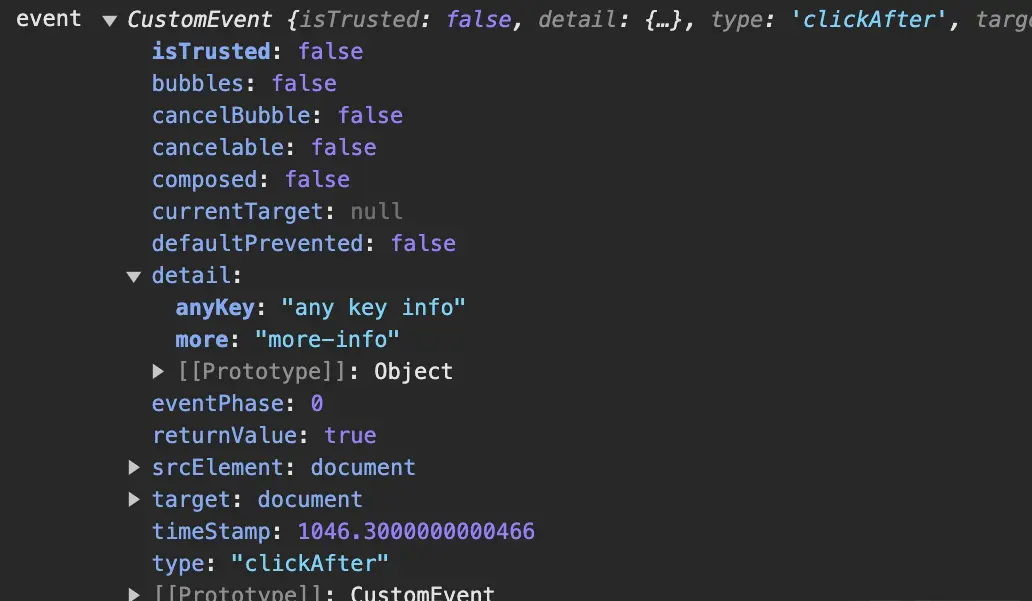 event ▼ CustomEvent {isTrusted: false, detail: {…}, type: 'clickAfter', targ
isTrusted: false
bubbles: false
cancelBubble: false
cancelable: false
composed: false
currentTarget: null
defaultPrevented: false
▼ detail:
anyKey: "any key info"
more: "more-info"
▶ [[Prototype]]: Object
eventPhase: 0
returnValue: true
▶ srcElement: document
▶ target: document
timeStamp: 1046.3000000000466
type: "clickAfter"
▶ [[Prototype]]: CustomEvent